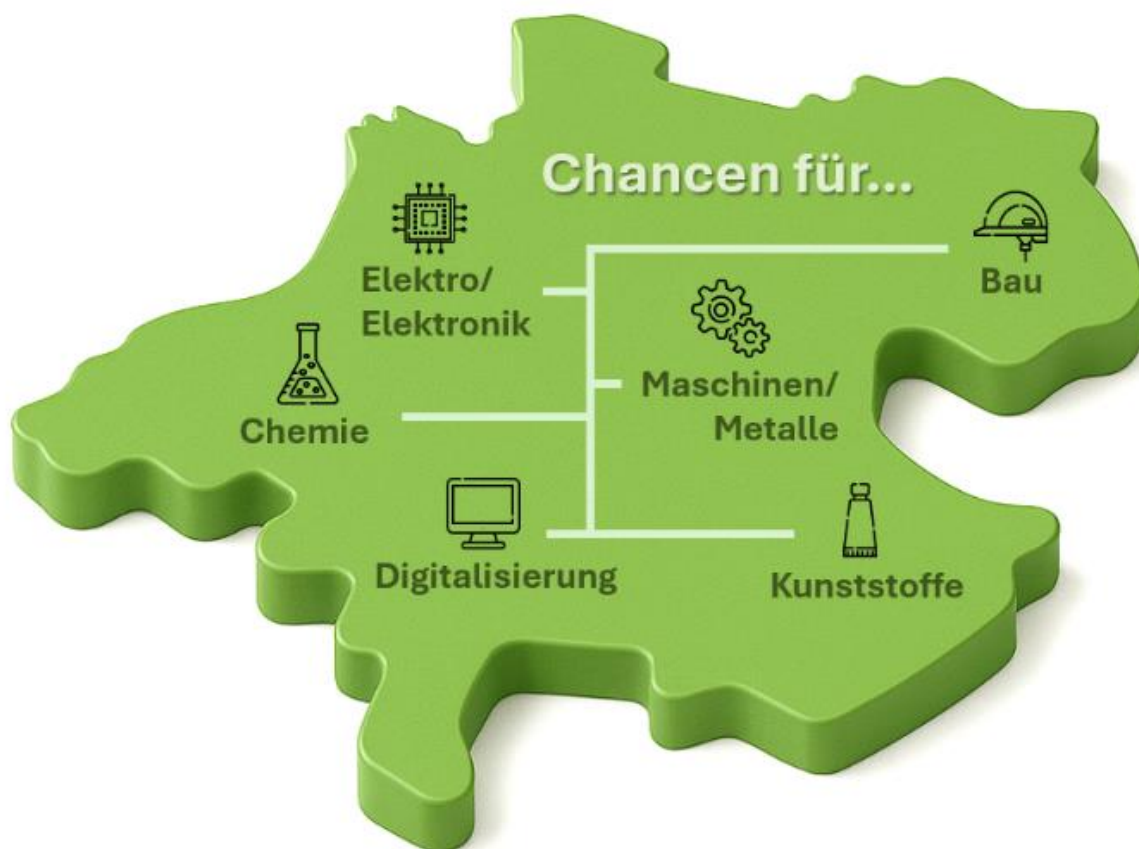 Chancen für...
Elektro/
Elektronik
Bau
Maschinen/
Metalle
Chemie
Digitalisierung
Kunststoffe